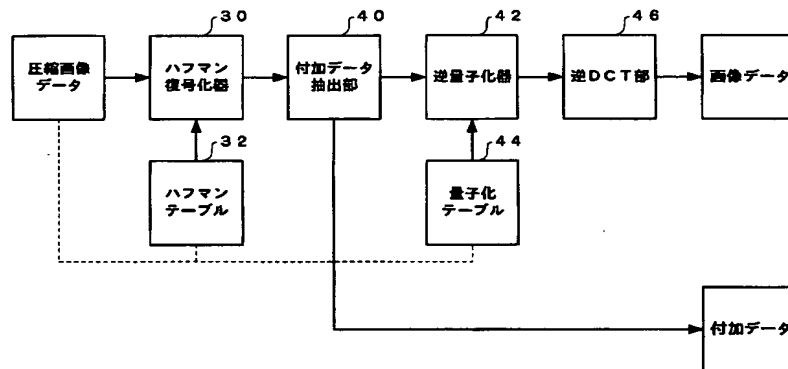 30
40
42
46
圧縮画像
データ
ハフマン
復号化器
付加データ
抽出部
逆量子化器
逆DCT部
画像データ
32
44
ハフマン
テーブル
量子化
テーブル
付加データ